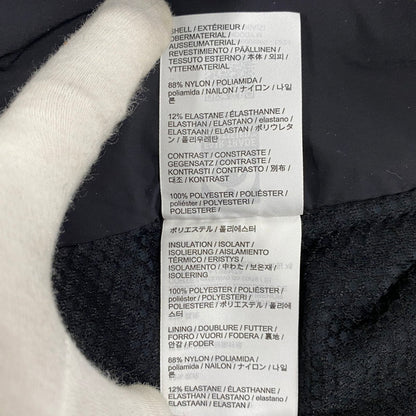 SHELL / EXTÉRIEUR /
OBERMATERIAL /
AUSSEUMATERIAL /
REVESTIMIENTO / PÄÄLLINEN /
TESSUTO ESTERNO / 本体 / 외피 /
YTTERMATERIAL
88% NYLON / POLIAMIDA /
poliamida / NAILON / ナイロン / 나일
론
12% ELASTANE / ÉLASTHANNE /
ELASTHAN / ELASTANO / elastano /
ELASTAANI / ELASTAN / ポリウレタ
ン / 폴리우레탄
CONTRAST / CONSTRASTE /
GEGENSATZ / CONTRASTE /
KONTRASTI / CONTRASTO / 別布 /
대조 / KONTRAST
100% POLYESTER / POLIÉSTER /
poliéster / POLYESTERI /
POLIESTERE /
ポリエステル / 폴리에스터
INSULATION / ISOLANT /
ISOLIERUNG / AISLAMIENTO
TÉRMICO / ERISTYS /
ISOLAMENTO / 中わた / 보온재 /
ISOLERING
100% POLYESTER / POLIÉSTER /
poliéster / POLYESTERI /
POLIESTERE / ポリエステル / 폴리에
스터
LINING / DOUBLURE / FUTTER /
FORRO / VUORI / FODERA / 裏地 /
안감 / FODER
88% NYLON / POLIAMIDA /
poliamida / NAILON / ナイロン / 나일
론
12% ELASTANE / ÉLASTHANNE /
ELASTHAN / ELASTANO / elastano /
ELASTAANI / ELASTAN /